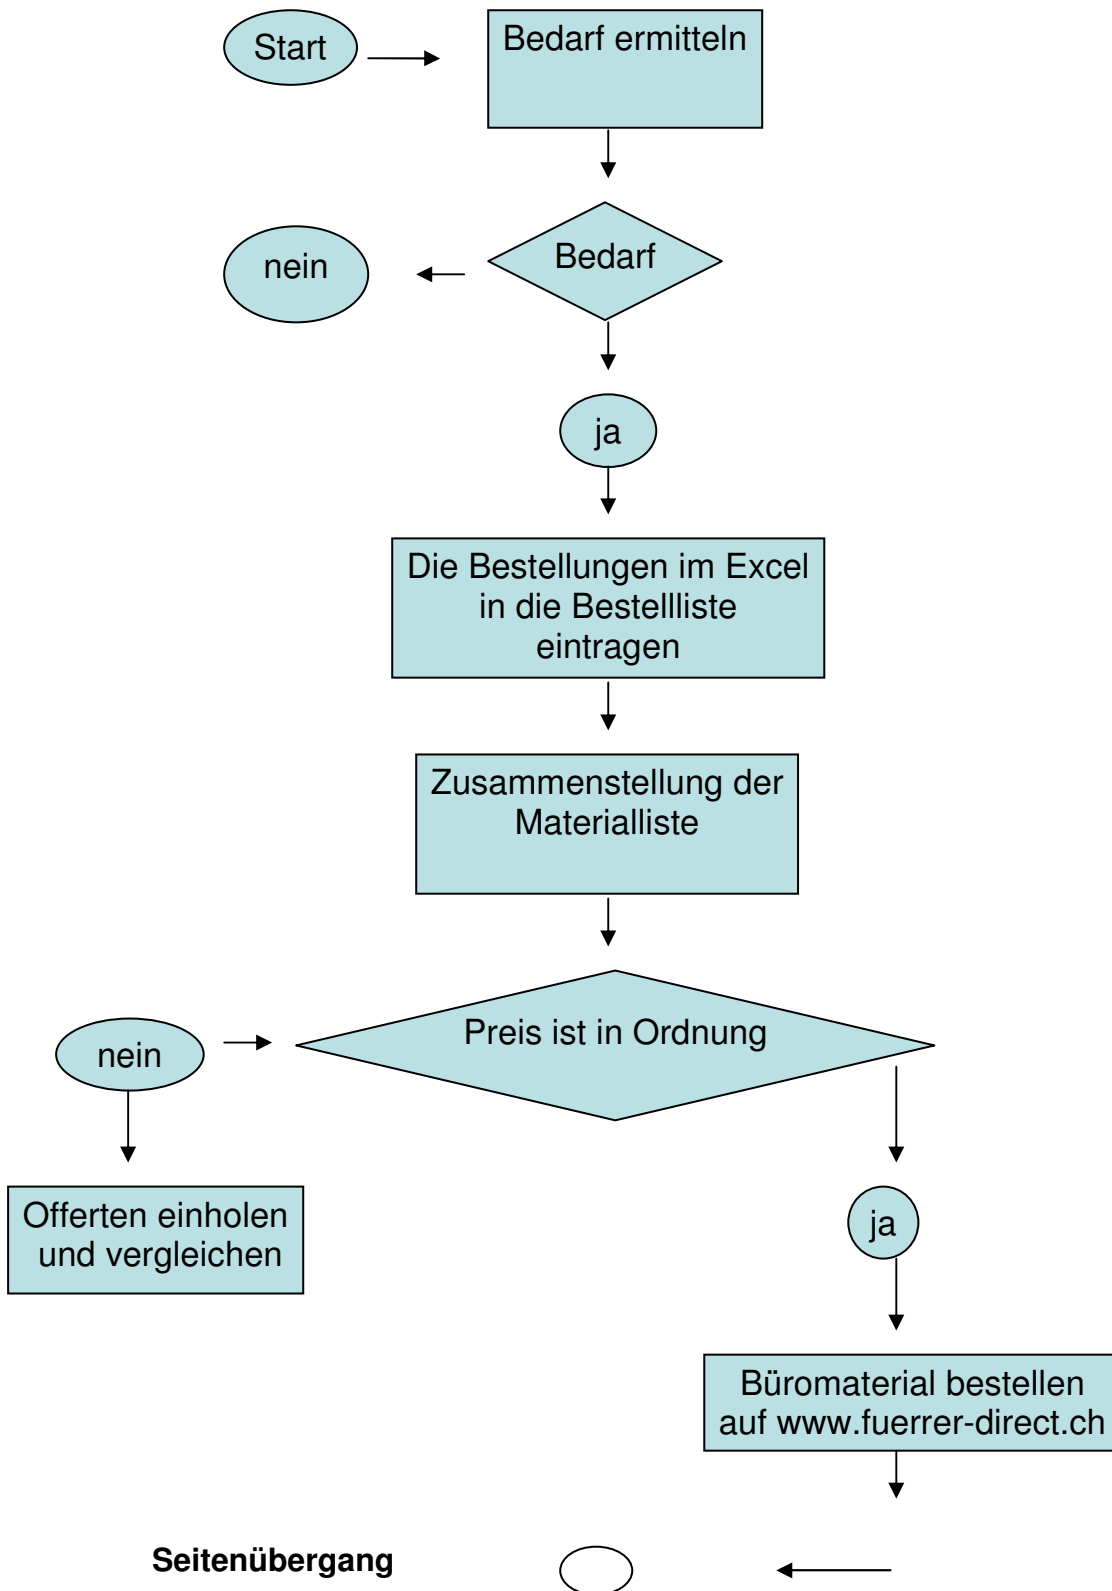 Start
Bedarf ermitteln
Bedarf
nein
ja
Die Bestellungen im Excel
in die Bestellliste
eintragen
Zusammenstellung der
Materialliste
Preis ist in Ordnung
nein
Offerten einholen
und vergleichen
ja
Büromaterial bestellen
auf www.fuerrer-direct.ch
Seitenübergang